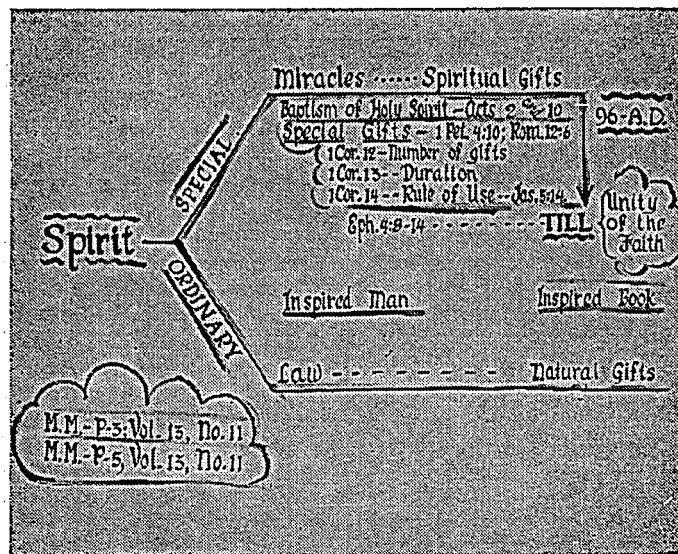 Miracles ...... Spiritual Gifts
Baptism of Holy Spirit - Acts 2 & 10
96-A.D.
Special Gifts - 1 Pet. 4:10; Rom. 12:6
1 Cor. 12 -- Number of gifts
1 Cor. 13 -- Duration
1 Cor. 14 -- Rule of Use -- Jas. 5:14
Eph. 4:8-14 ------- TILL
Unity
of the
Faith
SPECIAL
Spirit
ORDINARY
Inspired Man
Inspired Book
Law - - - - - - - - Natural Gifts
M.M.-P-3; Vol. 13, No. 11
M.M.-P-5, Vol. 13, No. 11